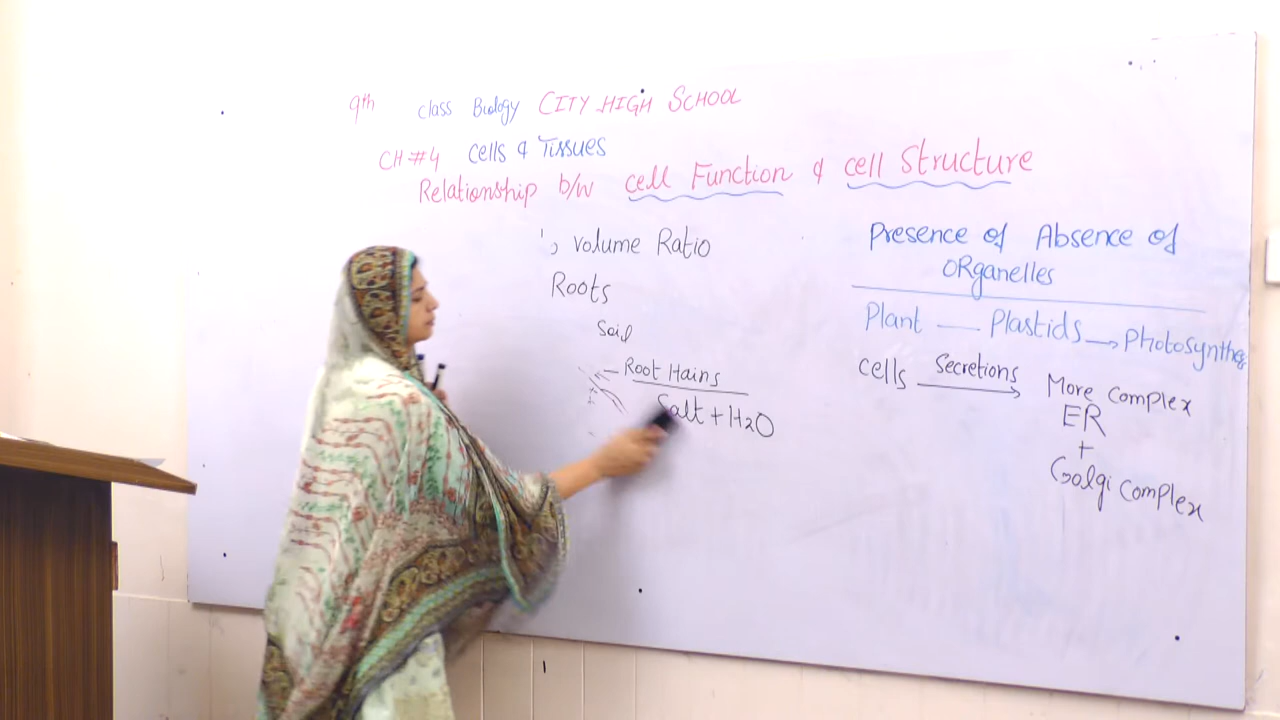 9th class Biology CITY HIGH SCHOOL
CH #4 cells & Tissues
Relationship b/w cell Function & cell Structure
volume Ratio
Roots
Soil
Root Hairs
Salt + H2O
Presence of Absence of
ORganelles
Plant — Plastids → Photosynthes
cells Secretions → More complex
ER
+
Golgi complex